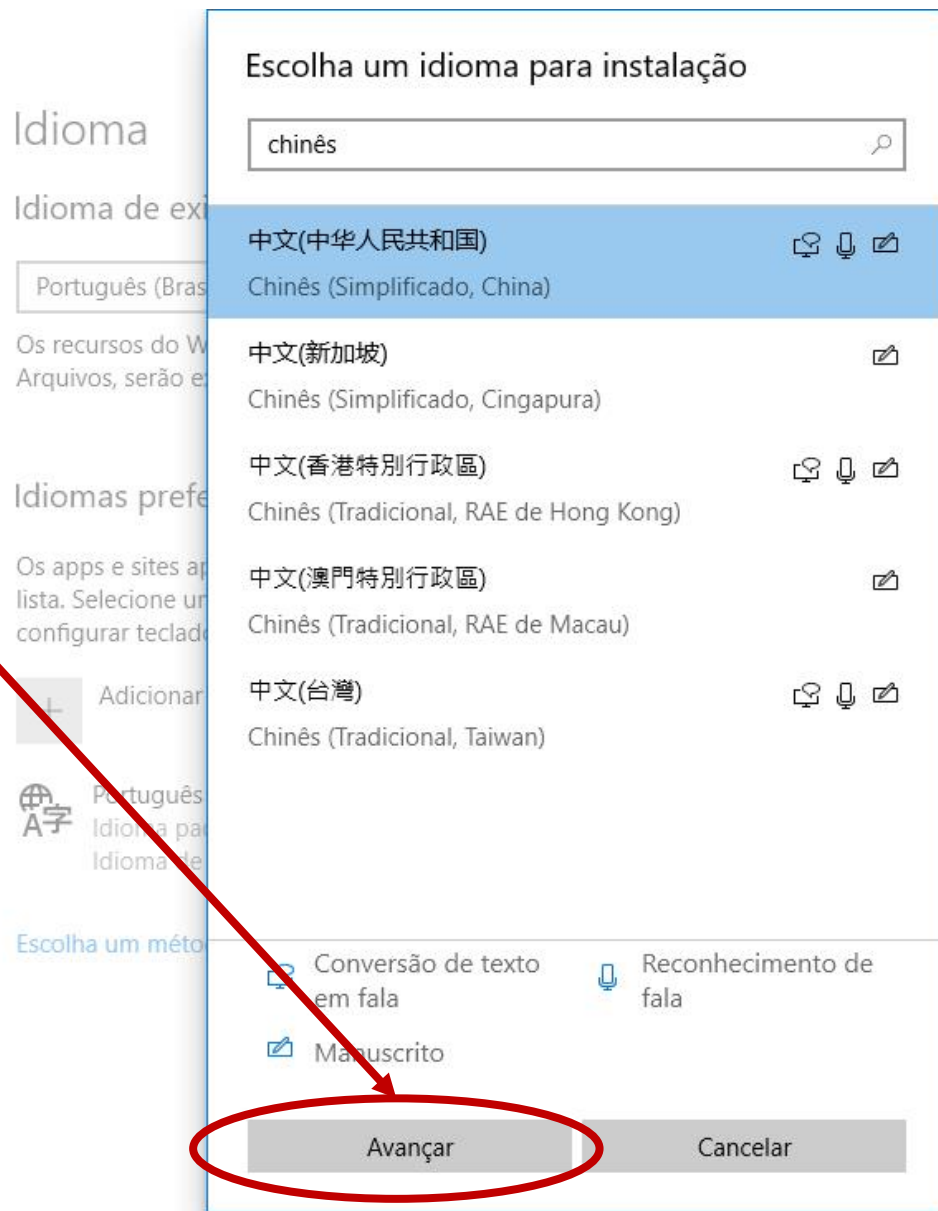 Idioma
Idioma de exi
Português (Bras
Os recursos do W
Arquivos, serão e
Idiomas prefe
Os apps e sites ap
lista. Selecione un
configurar teclado
Adicionar
Português
Idioma pad
Idioma de
Escolha um méto
Escolha um idioma para instalação
chinês
中文(中华人民共和国)
Chinês (Simplificado, China)
中文(新加坡)
Chinês (Simplificado, Cingapura)
中文(香港特別行政區)
Chinês (Tradicional, RAE de Hong Kong)
中文(澳門特別行政區)
Chinês (Tradicional, RAE de Macau)
中文(台灣)
Chinês (Tradicional, Taiwan)
Conversão de texto
em fala
Reconhecimento de
fala
Manuscrito
Avançar
Cancelar